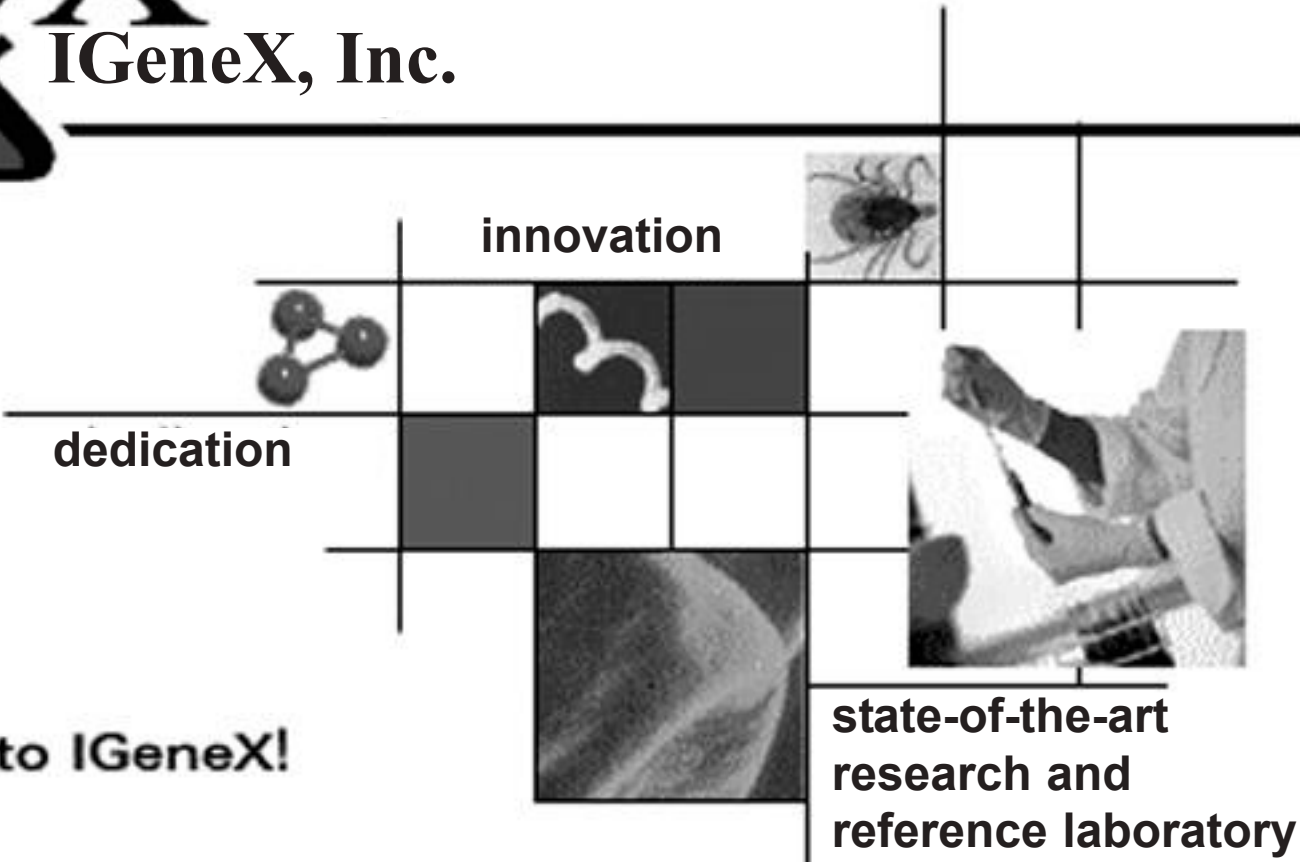 IGeneX, Inc.
innovation
dedication
to IGeneX!
state-of-the-art
research and
reference laboratory